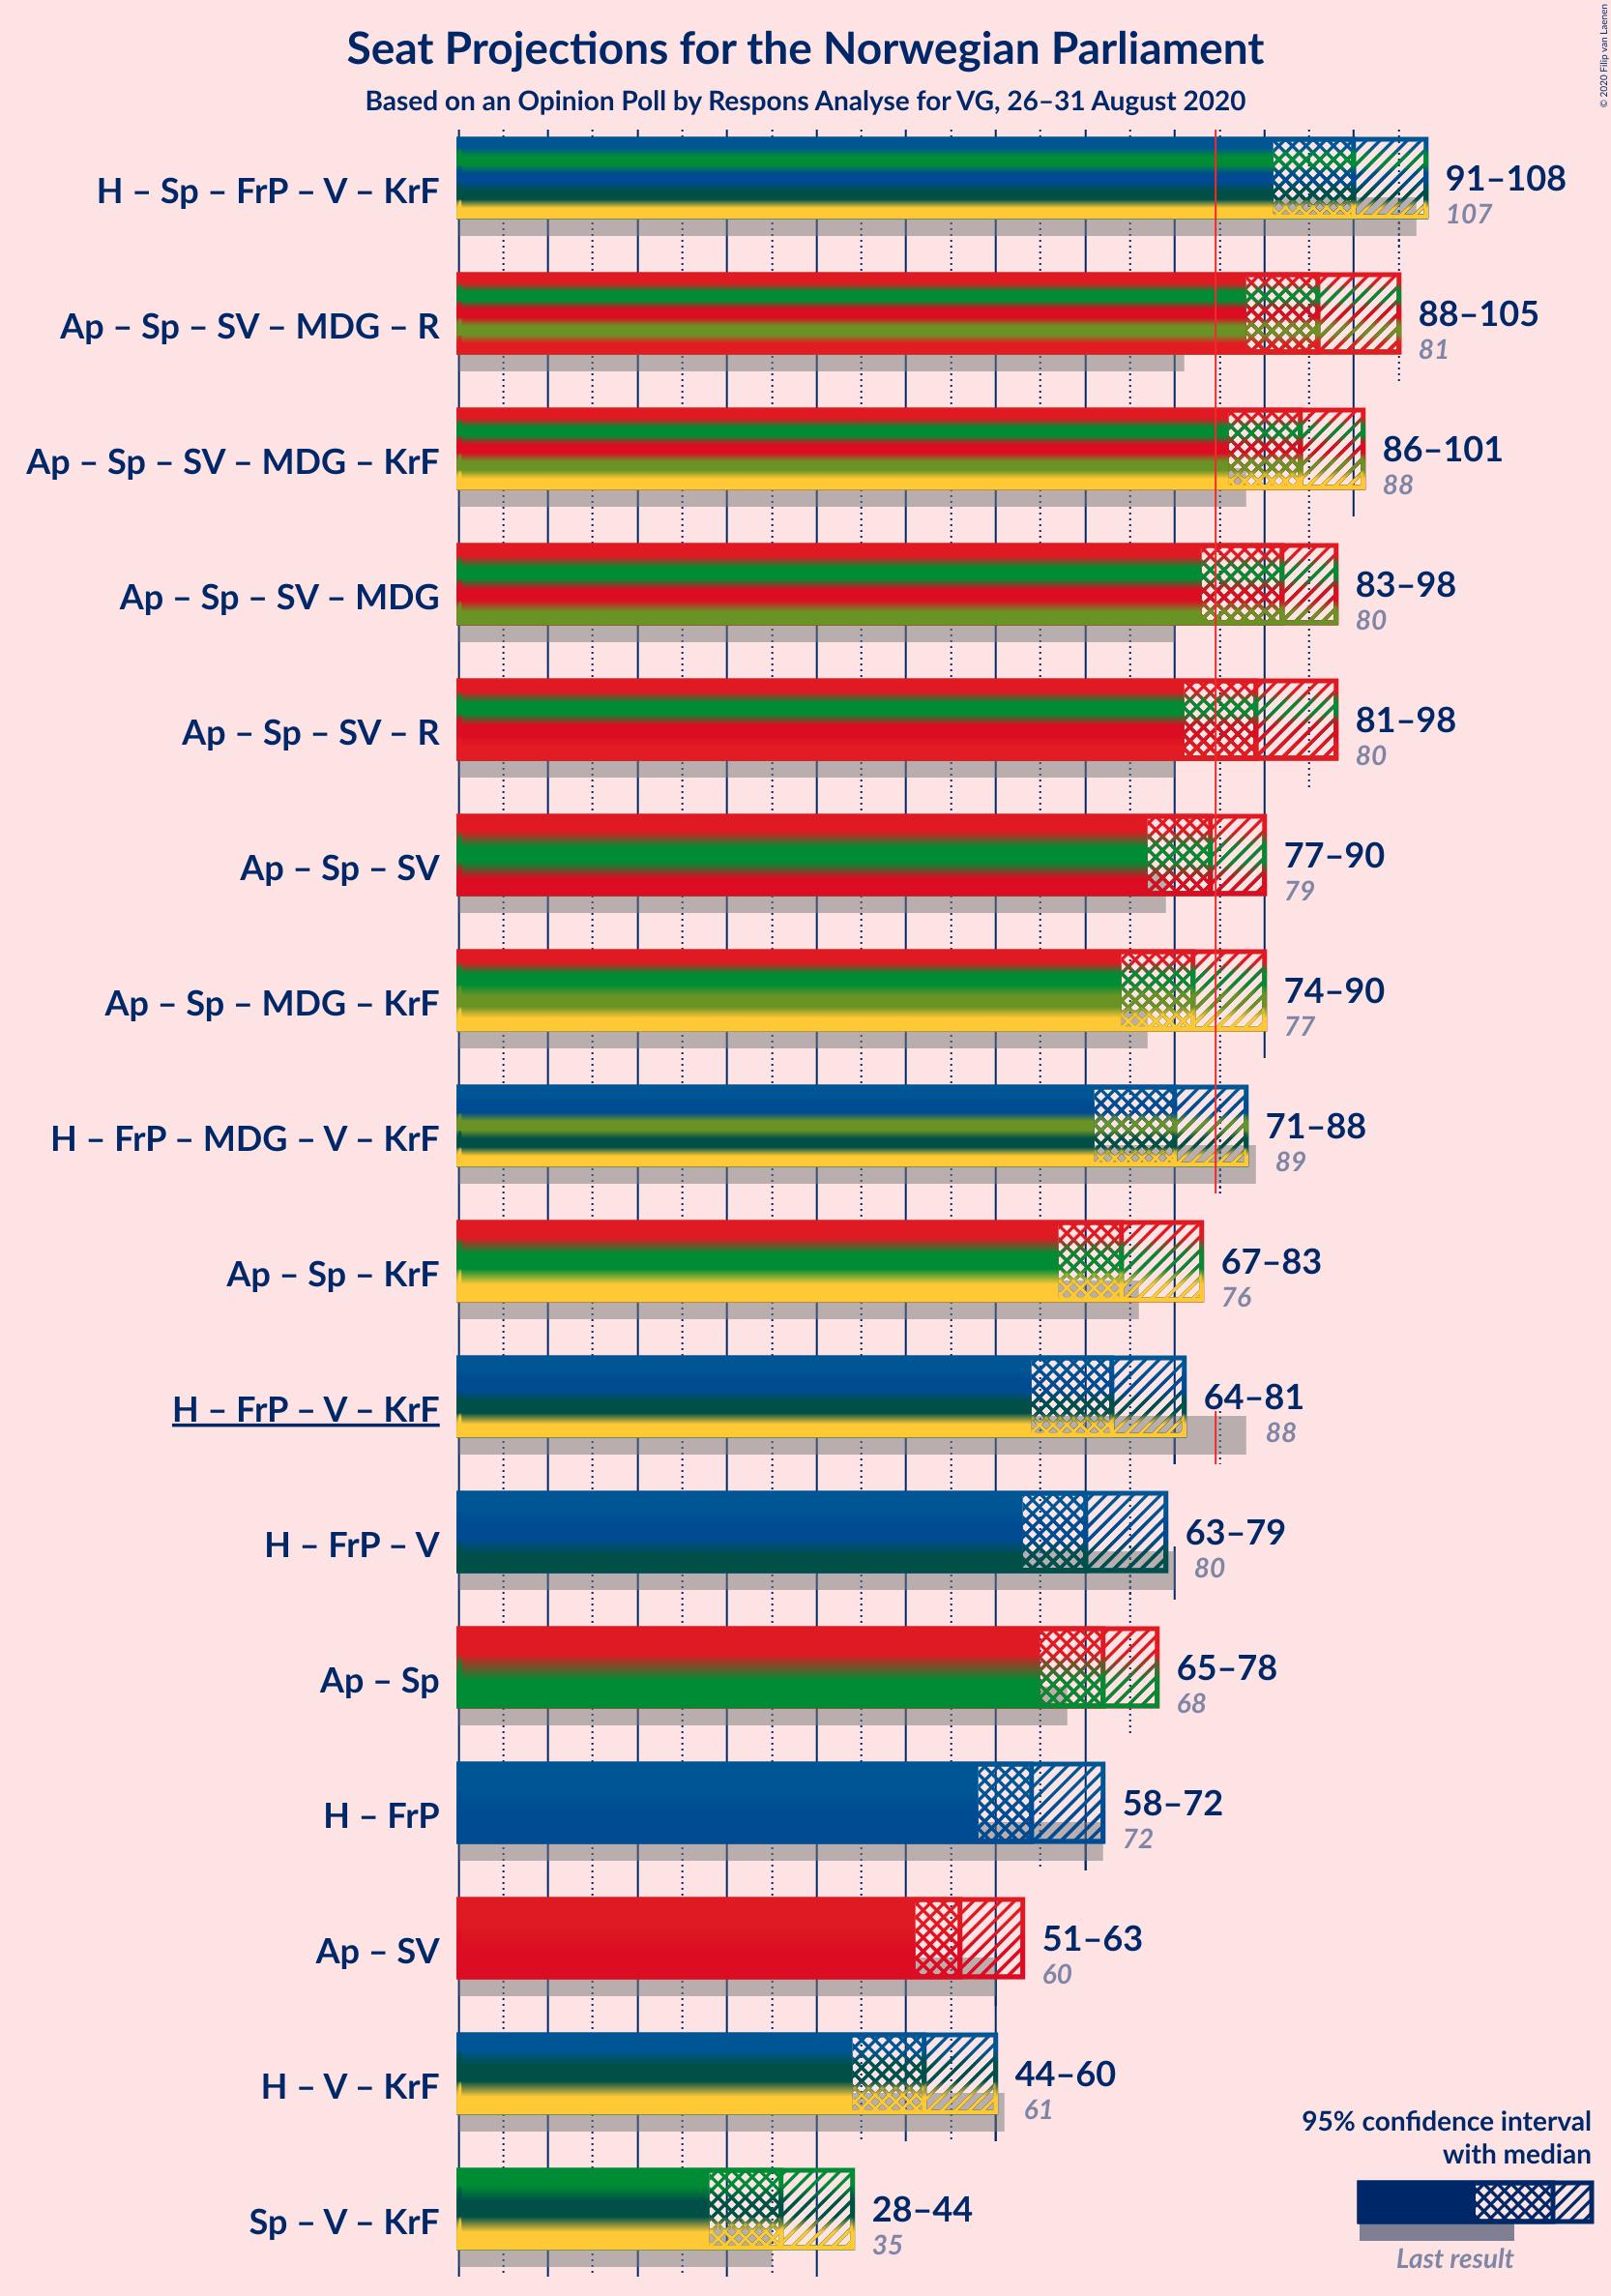 Seat Projections for the Norwegian Parliament
Based on an Opinion Poll by Respons Analyse for VG, 26–31 August 2020
© 2020 Filip van Laenen
H – Sp – FrP – V – KrF
91–108
107
Ap – Sp – SV – MDG – R
88–105
81
Ap – Sp – SV – MDG – KrF
86–101
88
Ap – Sp – SV – MDG
83–98
80
Ap – Sp – SV – R
81–98
80
Ap – Sp – SV
77–90
79
Ap – Sp – MDG – KrF
74–90
77
H – FrP – MDG – V – KrF
71–88
89
Ap – Sp – KrF
67–83
76
H – FrP – V – KrF
64–81
88
H – FrP – V
63–79
80
Ap – Sp
65–78
68
H – FrP
58–72
72
Ap – SV
51–63
60
H – V – KrF
44–60
61
Sp – V – KrF
28–44
35
95% confidence interval
with median
Last result